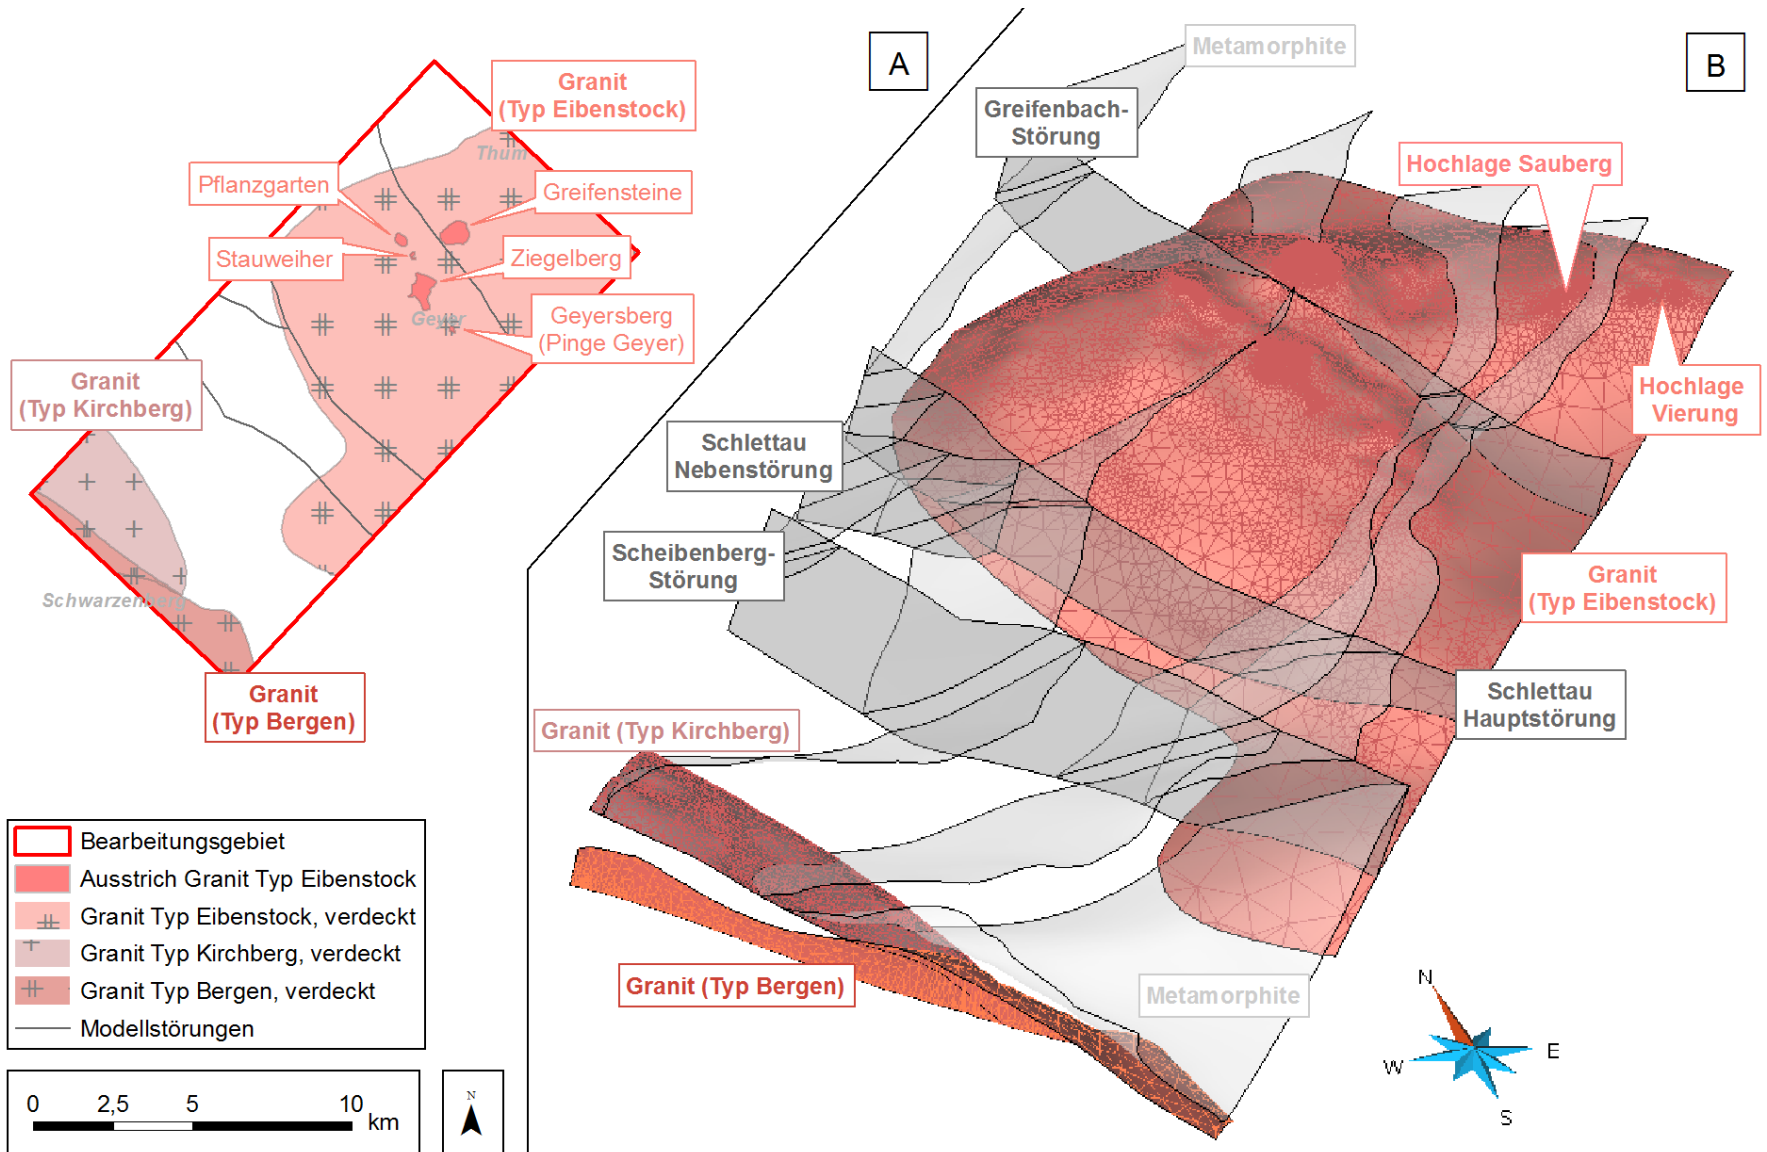 A
Granit
(Typ Eibenstock)
Thum
Pflanzgarten
Greifensteine
Stauweiher
Ziegelberg
Geyer
Geyersberg
(Pinge Geyer)
Granit
(Typ Kirchberg)
Schwarzenberg
Granit
(Typ Bergen)
Bearbeitungsgebiet
Ausstrich Granit Typ Eibenstock
Granit Typ Eibenstock, verdeckt
Granit Typ Kirchberg, verdeckt
Granit Typ Bergen, verdeckt
Modellstörungen
0 2,5 5 10 km
N
B
Metamorphite
Greifenbach-
Störung
Hochlage Sauberg
Hochlage
Vierung
Schlettau
Nebenstörung
Scheibenberg-
Störung
Granit
(Typ Eibenstock)
Schlettau
Hauptstörung
Granit (Typ Kirchberg)
Granit (Typ Bergen)
Metamorphite
N
W
E
S